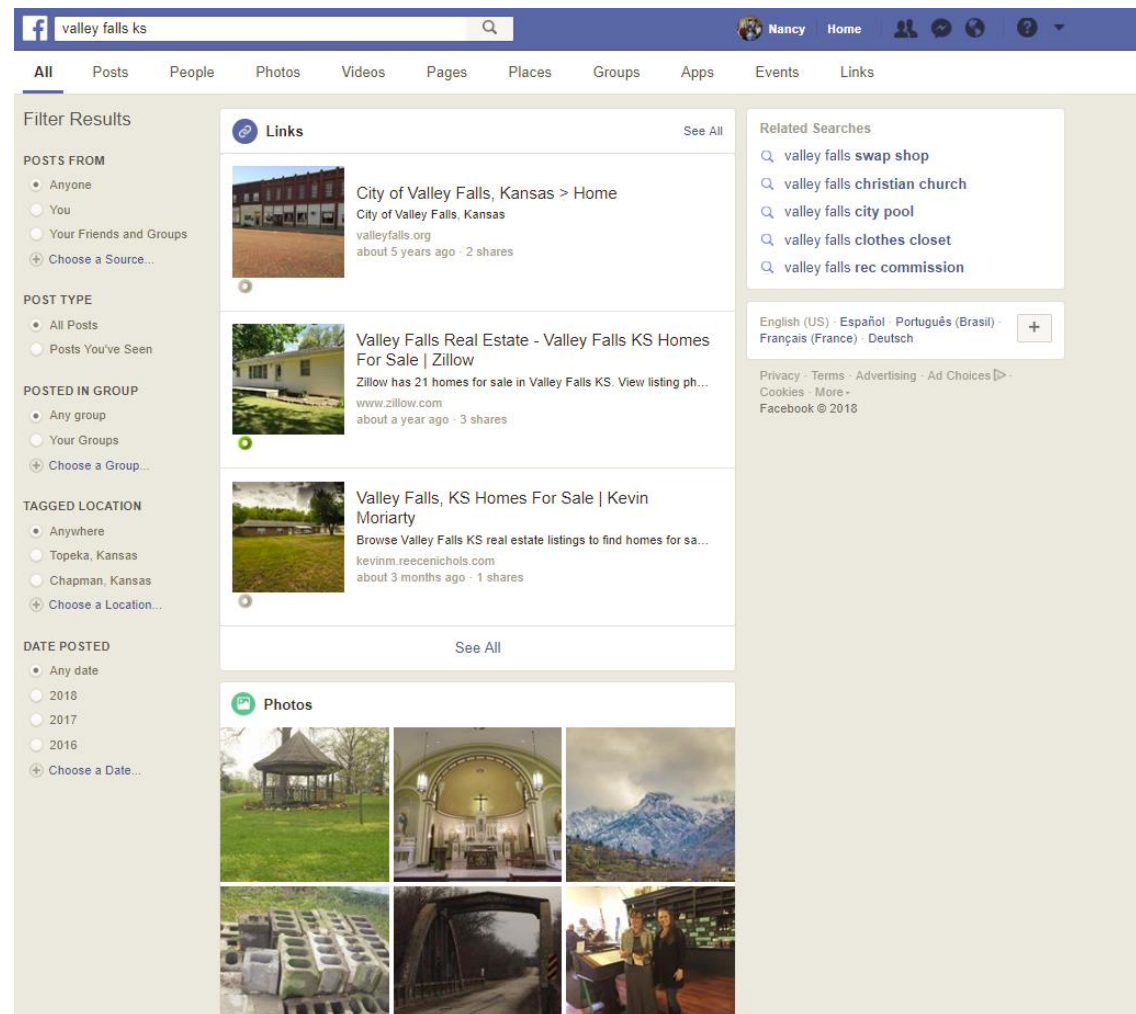 f valley falls ks
Nancy Home
All Posts People Photos Videos Pages Places Groups Apps Events Links
Filter Results
POSTS FROM
Anyone
You
Your Friends and Groups
Choose a Source...
POST TYPE
All Posts
Posts You've Seen
POSTED IN GROUP
Any group
Your Groups
Choose a Group...
TAGGED LOCATION
Anywhere
Topeka, Kansas
Chapman, Kansas
Choose a Location...
DATE POSTED
Any date
2018
2017
2016
Choose a Date...
Links See All
City of Valley Falls, Kansas > Home
City of Valley Falls, Kansas
valleyfalls.org
about 5 years ago · 2 shares
Valley Falls Real Estate - Valley Falls KS Homes
For Sale | Zillow
Zillow has 21 homes for sale in Valley Falls KS. View listing ph...
www.zillow.com
about a year ago · 3 shares
Valley Falls, KS Homes For Sale | Kevin
Moriarty
Browse Valley Falls KS real estate listings to find homes for sa...
kevinm.reecenichols.com
about 3 months ago · 1 shares
See All
Photos
Related Searches
valley falls swap shop
valley falls christian church
valley falls city pool
valley falls clothes closet
valley falls rec commission
English (US) · Español · Português (Brasil) ·
Français (France) · Deutsch
+
Privacy · Terms · Advertising · Ad Choices ·
Cookies · More
Facebook © 2018